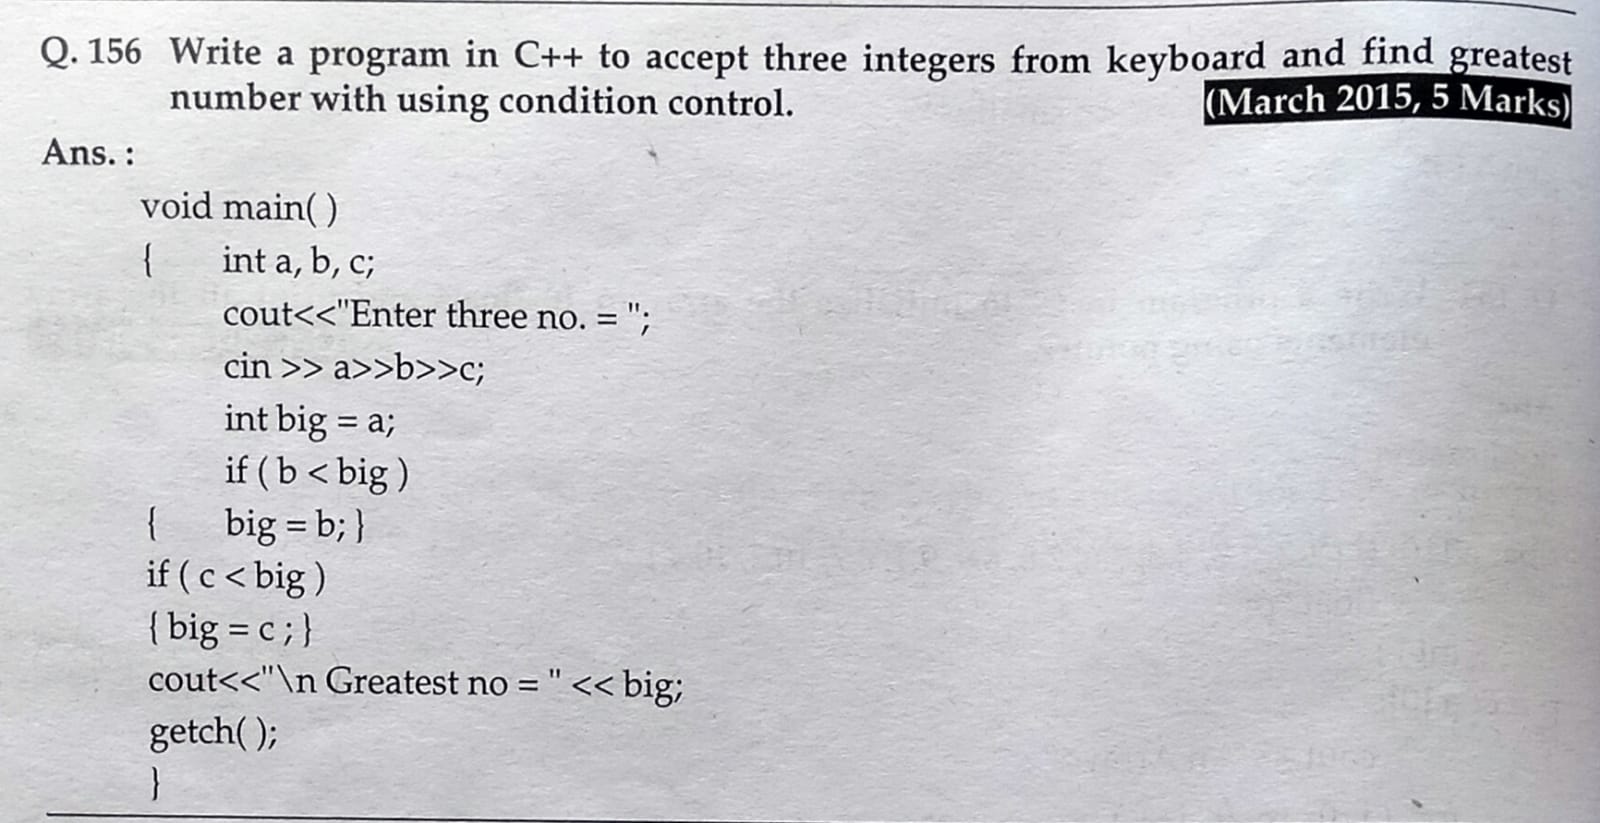 Q. 156 Write a program in C++ to accept three integers from keyboard and find greatest
number with using condition control. (March 2015, 5 Marks)
Ans. :
void main( )
{ int a, b, c;
cout<<"Enter three no. = ";
cin >> a>>b>>c;
int big = a;
if ( b < big )
{ big = b; }
if ( c < big )
{ big = c ; }
cout<<"\n Greatest no = " << big;
getch( );
}